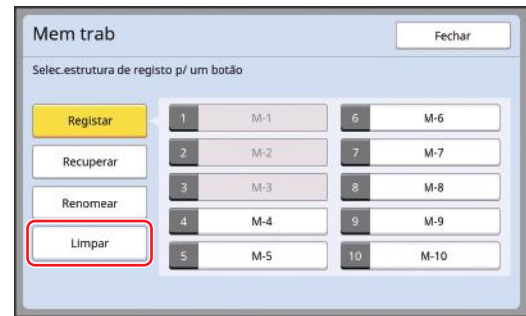 Mem trab
Fechar
Selec.estrutura de registo p/ um botão
Registar
Recuperar
Renomear
Limpar
1 M-1
2 M-2
3 M-3
4 M-4
5 M-5
6 M-6
7 M-7
8 M-8
9 M-9
10 M-10